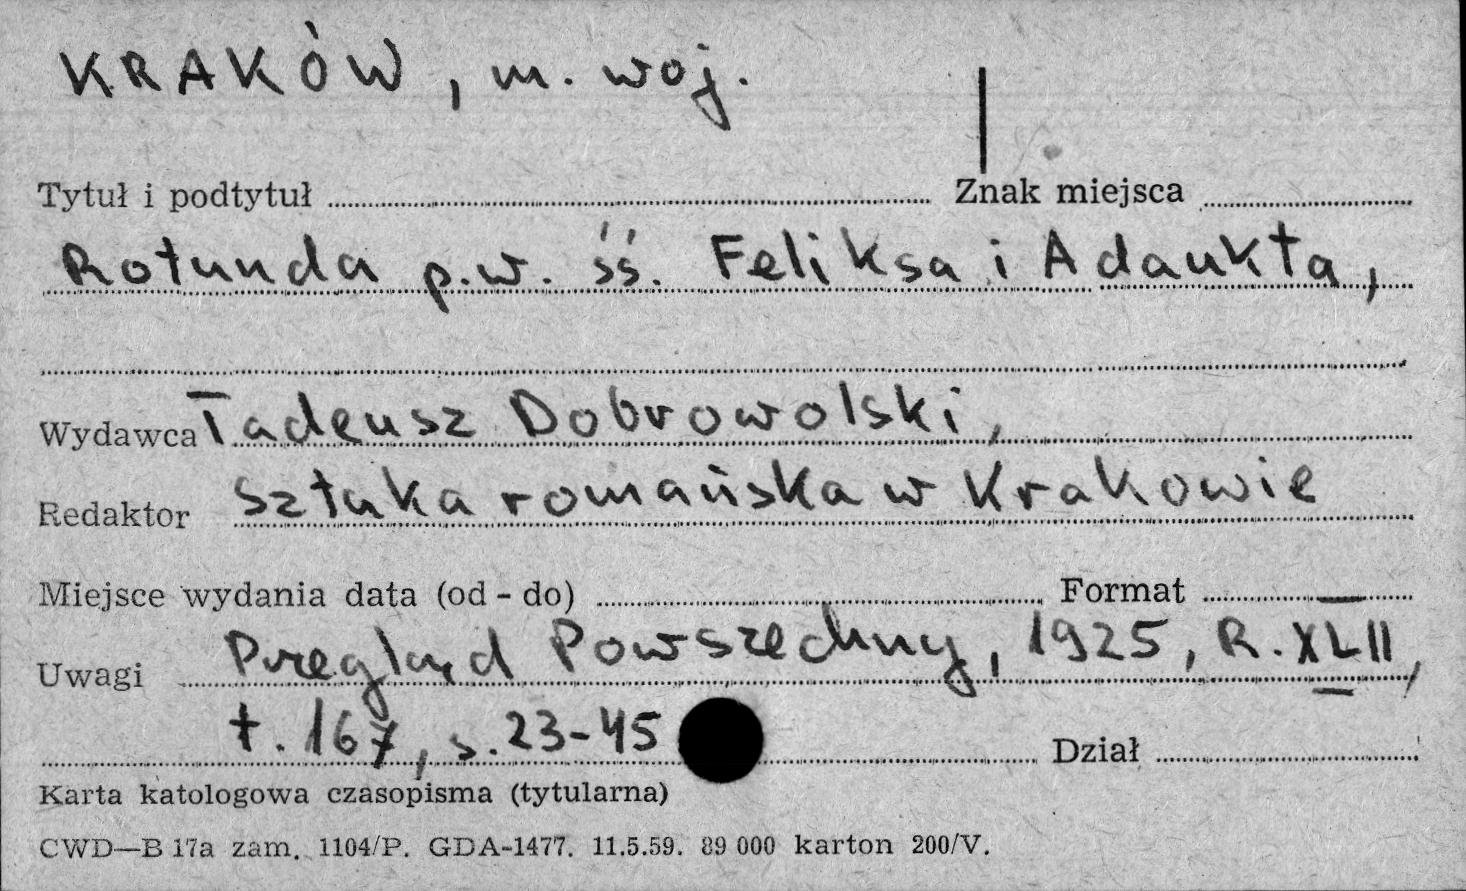 KRAKÓW, m. woj.
Tytuł i podtytuł Znak miejsca
Rotunda p.w. śś. Feliksa i Adaukta,
Wydawca Tadeusz Dobrowolski,
Redaktor Sztuka romańska w Krakowie
Miejsce wydania data (od - do) Format
Uwagi Przegląd Powszechny, 1925, R. XLII,
t. 167, s. 23-45 Dział
Karta katologowa czasopisma (tytularna)
CWD—B 17a zam. 1104/P. GDA-1477. 11.5.59. 89 000 karton 200/V.